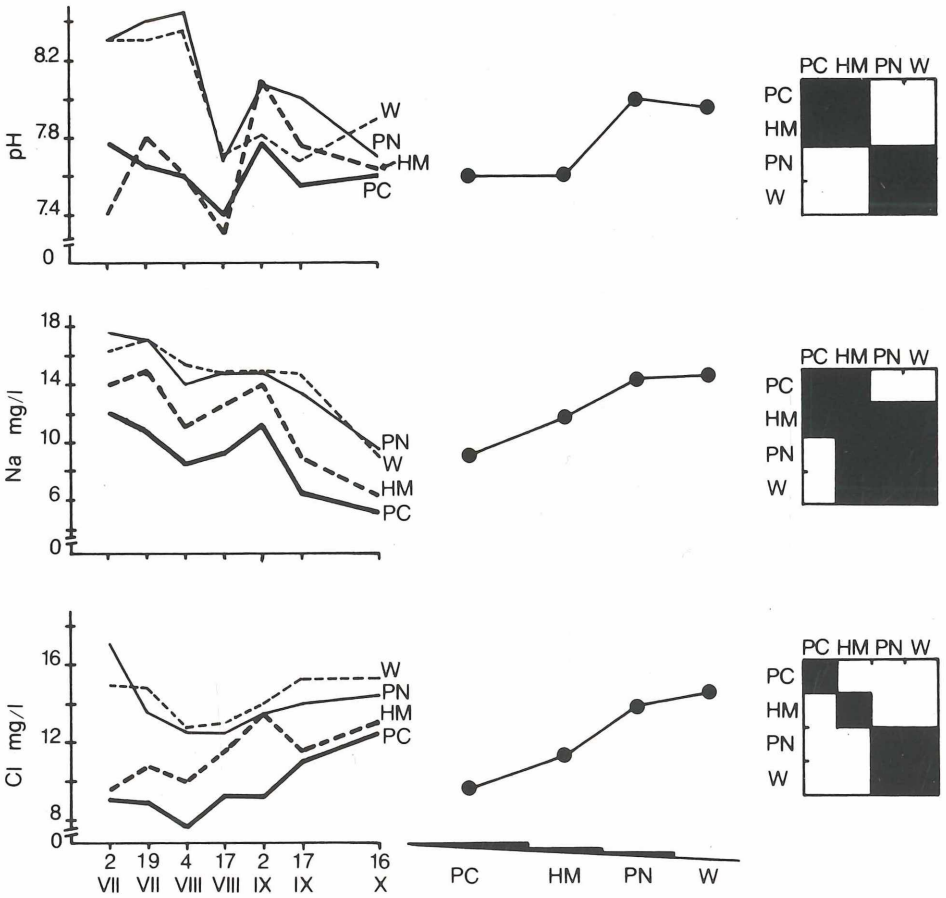 PC HM PN W
8.2
PC
HM
W
7.8
PN
HM
pH
PN
PC
W
7.4
0
18
PC HM PN W
PC
14
HM
Na mg/l
10
PN
PN
W
W
HM
6
PC
0
PC HM PN W
16
W
PC
PN
HM
HM
Cl mg/l
12
PC
PN
W
8
0
2 19 4 17 2 17 16
VII VII VIII VIII IX IX X
PC HM PN W